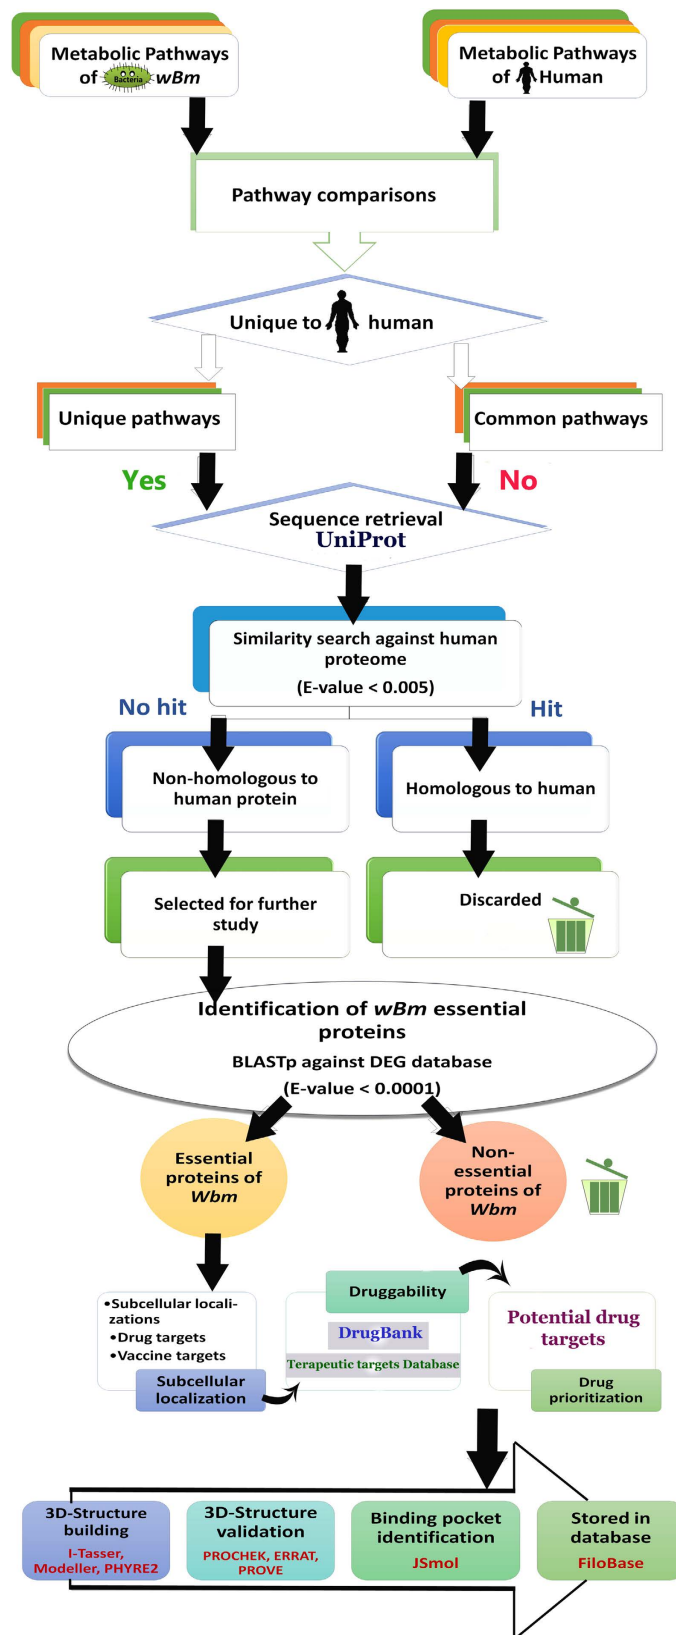 Metabolic Pathways
of Bacteria wBm
Metabolic Pathways
of Human
Pathway comparisons
Unique to human
Unique pathways
Common pathways
Yes
No
Sequence retrieval
UniProt
Similarity search against human
proteome
(E-value < 0.005)
No hit
Hit
Non-homologous to
human protein
Homologous to human
Selected for further
study
Discarded
Identification of wBm essential
proteins
BLASTp against DEG database
(E-value < 0.0001)
Essential
proteins of
Wbm
Non-
essential
proteins of
Wbm
•Subcellular locali-
zations
•Drug targets
•Vaccine targets
Subcellular
localization
Druggability
DrugBank
Terapeutic targets Database
Potential drug
targets
Drug
prioritization
3D-Structure
building
I-Tasser,
Modeller, PHYRE2
3D-Structure
validation
PROCHEK, ERRAT,
PROVE
Binding pocket
identification
JSmol
Stored in
database
FiloBase